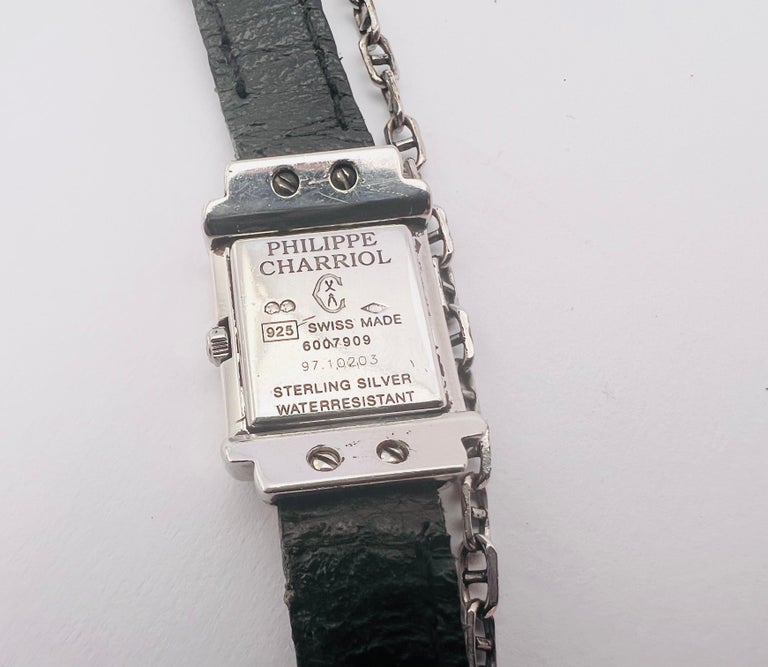 PHILIPPE
CHARRIOL
925 SWISS MADE
6007909
97.10203
STERLING SILVER
WATERRESISTANT